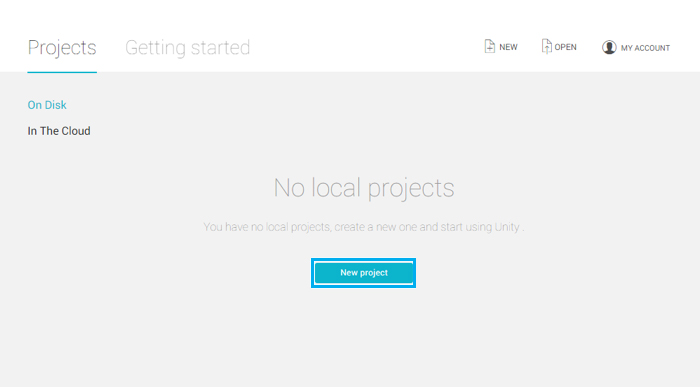 Projects Getting started NEW OPEN MY ACCOUNT
On Disk
In The Cloud
No local projects
You have no local projects, create a new one and start using Unity .
New project